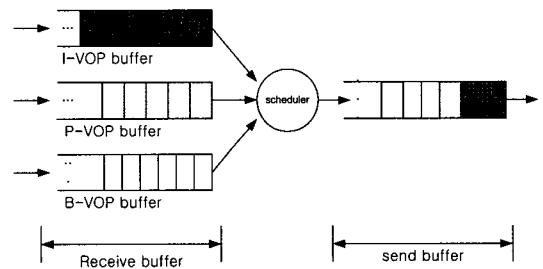 ...
I-VOP buffer
...
P-VOP buffer
scheduler
B-VOP buffer
Receive buffer
send buffer